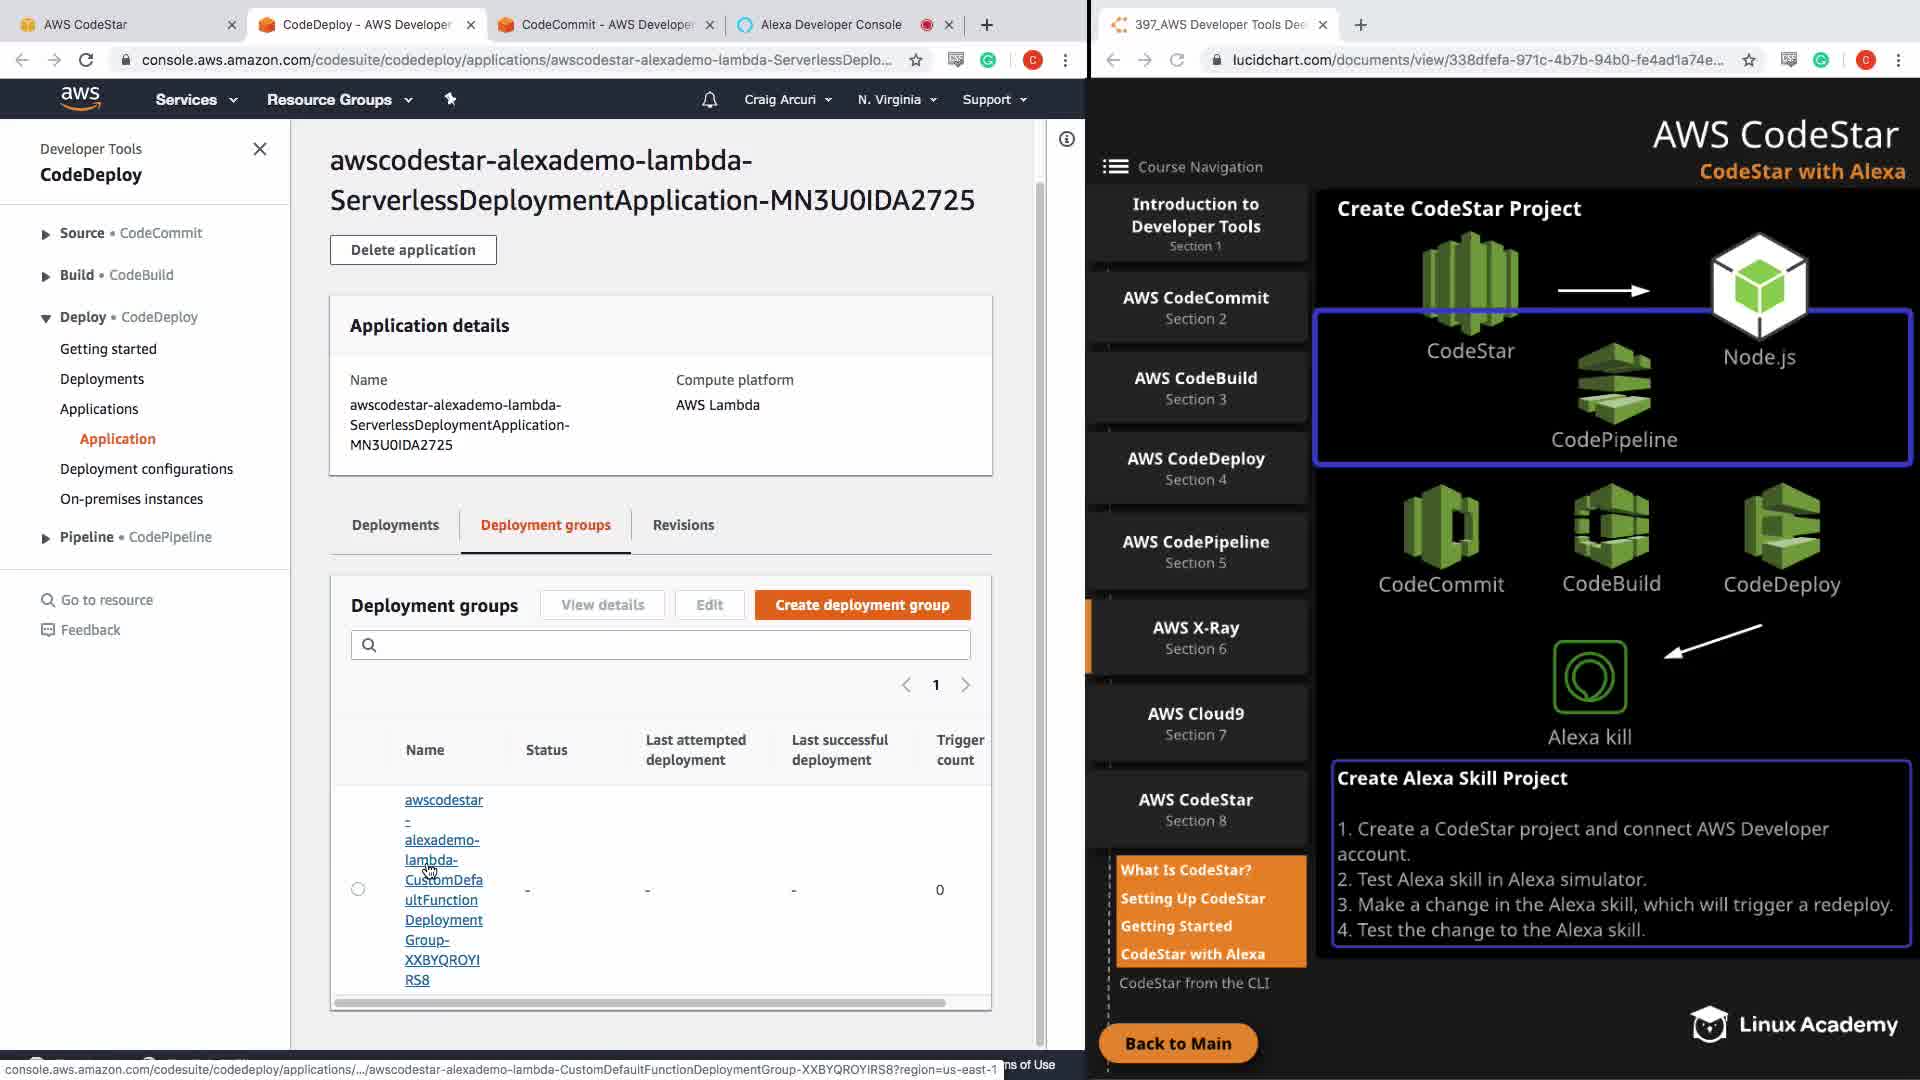 AWS CodeStar
CodeDeploy - AWS Developer
CodeCommit - AWS Developer
Alexa Developer Console
397_AWS Developer Tools Dee
console.aws.amazon.com/codesuite/codedeploy/applications/awscodestar-alexademo-lambda-ServerlessDeplo...
C
lucidchart.com/documents/view/338dfefa-971c-4b7b-94b0-fe4ad1a74e...
C
aws
Services
Resource Groups
Craig Arcuri
N. Virginia
Support
Developer Tools
CodeDeploy
Source • CodeCommit
Build • CodeBuild
Deploy • CodeDeploy
Getting started
Deployments
Applications
Application
Deployment configurations
On-premises instances
Pipeline • CodePipeline
Go to resource
Feedback
awscodestar-alexademo-lambda-
ServerlessDeploymentApplication-MN3U0IDA2725
Delete application
Application details
Name
awscodestar-alexademo-lambda-
ServerlessDeploymentApplication-
MN3U0IDA2725
Compute platform
AWS Lambda
Deployments
Deployment groups
Revisions
Deployment groups
View details
Edit
Create deployment group
1
Name
Status
Last attempted
deployment
Last successful
deployment
Trigger
count
awscodestar
-
alexademo-
lambda-
CustomDefa
ultFunction
Deployment
Group-
XXBYQROYI
RS8
-
-
-
0
ms of Use
console.aws.amazon.com/codesuite/codedeploy/applications/.../awscodestar-alexademo-lambda-CustomDefaultFunctionDeploymentGroup-XXBYQROYIRS8?region=us-east-1
AWS CodeStar
CodeStar with Alexa
Course Navigation
Introduction to
Developer Tools
Section 1
AWS CodeCommit
Section 2
AWS CodeBuild
Section 3
AWS CodeDeploy
Section 4
AWS CodePipeline
Section 5
AWS X-Ray
Section 6
AWS Cloud9
Section 7
AWS CodeStar
Section 8
What Is CodeStar?
Setting Up CodeStar
Getting Started
CodeStar with Alexa
CodeStar from the CLI
Back to Main
Create CodeStar Project
CodeStar
Node.js
CodePipeline
CodeCommit
CodeBuild
CodeDeploy
Alexa kill
Create Alexa Skill Project
1. Create a CodeStar project and connect AWS Developer
account.
2. Test Alexa skill in Alexa simulator.
3. Make a change in the Alexa skill, which will trigger a redeploy.
4. Test the change to the Alexa skill.
Linux Academy